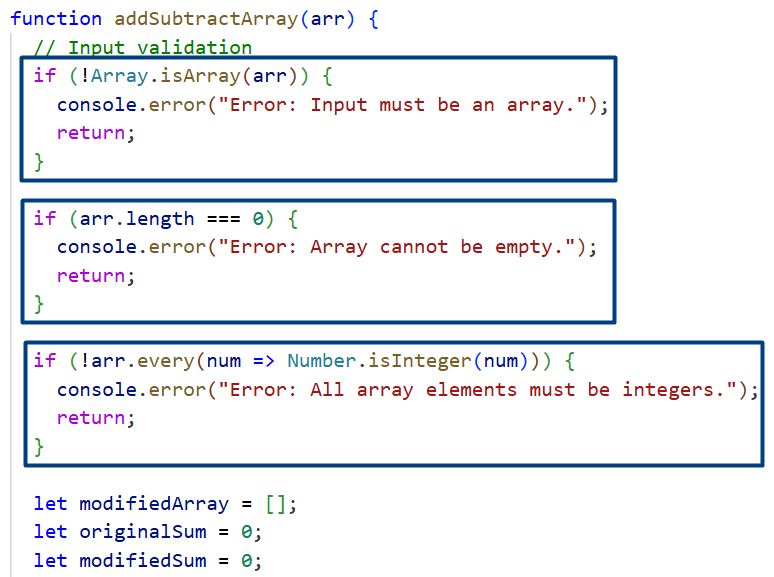 function addSubtractArray(arr) {
// Input validation
if (!Array.isArray(arr)) {
console.error("Error: Input must be an array.");
return;
}
if (arr.length === 0) {
console.error("Error: Array cannot be empty.");
return;
}
if (!arr.every(num => Number.isInteger(num))) {
console.error("Error: All array elements must be integers.");
return;
}
let modifiedArray = [];
let originalSum = 0;
let modifiedSum = 0;